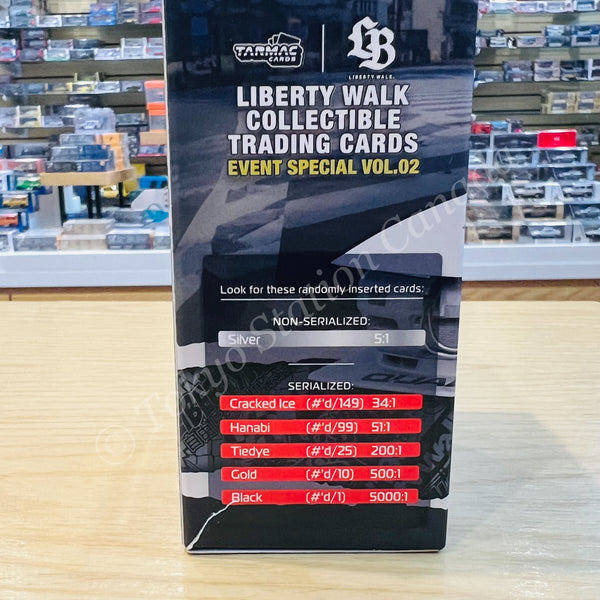 TARMAC
CARDS
LB
LIBERTY WALK.
LIBERTY WALK
COLLECTIBLE
TRADING CARDS
EVENT SPECIAL VOL.02
Look for these randomly inserted cards:
NON-SERIALIZED:
Silver 5:1
SERIALIZED:
Cracked Ice (#'d/149) 34:1
Hanabi (#'d/99) 51:1
Tiedye (#'d/25) 200:1
Gold (#'d/10) 500:1
Black (#'d/1) 5000:1
© Tokyo Station Canada